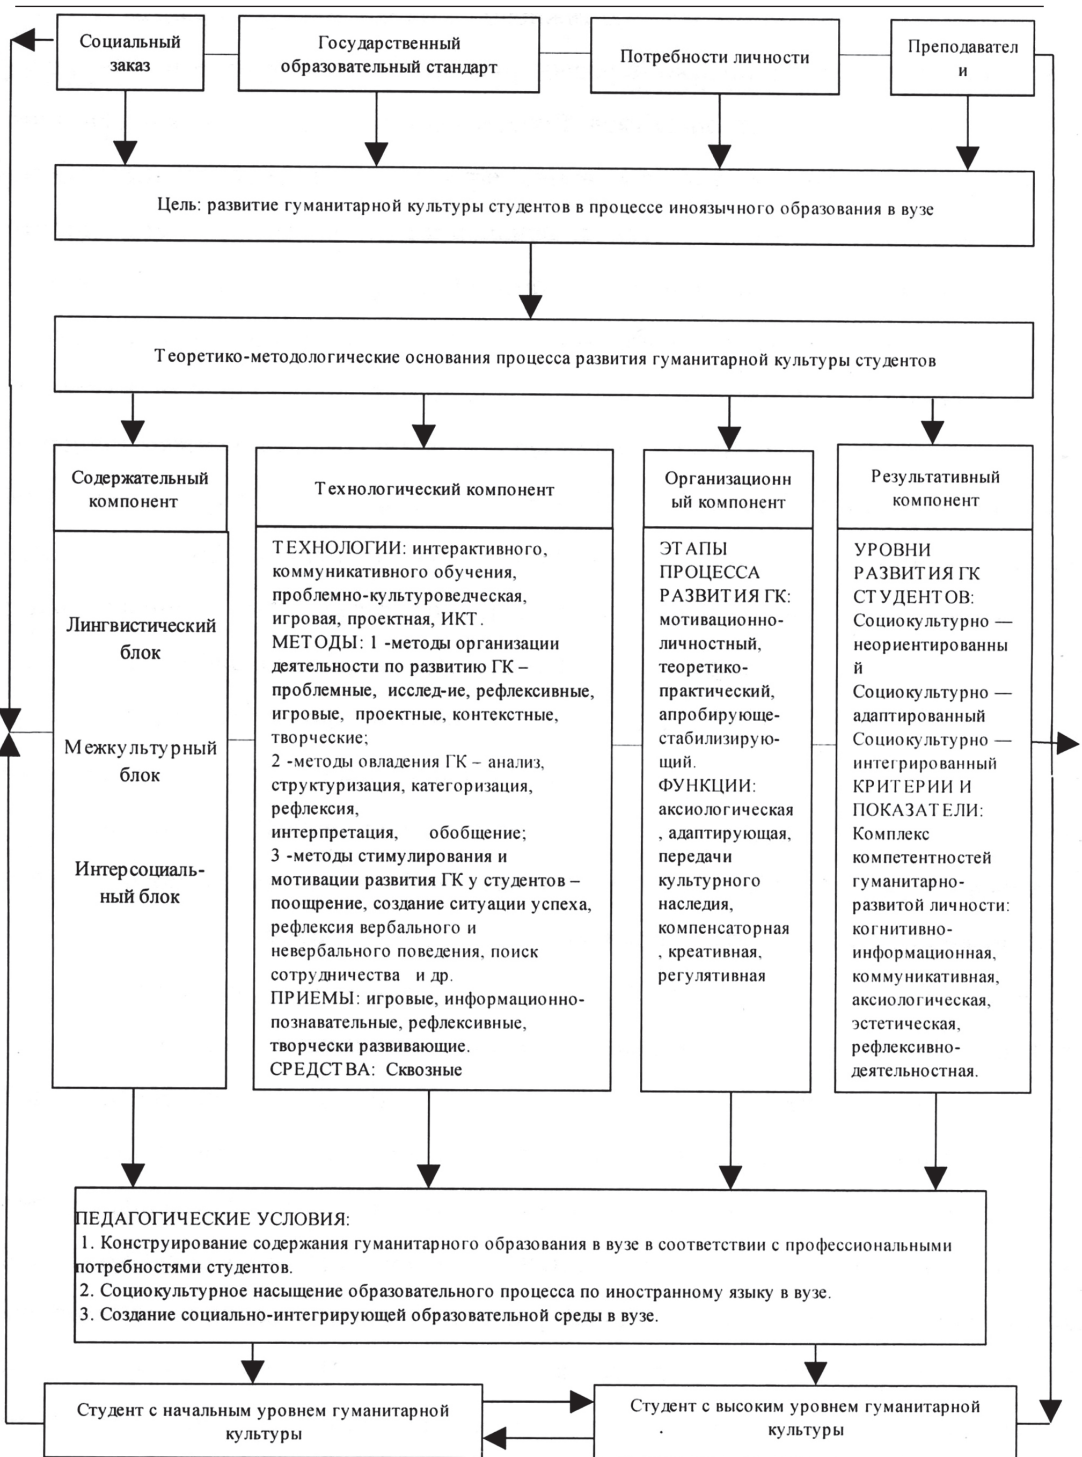 Социальный
заказ
Государственный
образовательный стандарт
Потребности личности
Преподавател
и
Цель: развитие гуманитарной культуры студентов в процессе иноязычного образования в вузе
Теоретико-методологические основания процесса развития гуманитарной культуры студентов
Содержательный
компонент
Лингвистический
блок
Межкультурный
блок
Интерсоциаль-
ный блок
Технологический компонент
ТЕХНОЛОГИИ: интерактивного,
коммуникативного обучения,
проблемно-культуроведческая,
игровая, проектная, ИКТ.
МЕТОДЫ: 1 -методы организации
деятельности по развитию ГК –
проблемные, исслед-ие, рефлексивные,
игровые, проектные, контекстные,
творческие;
2 -методы овладения ГК – анализ,
структуризация, категоризация,
рефлексия,
интерпретация, обобщение;
3 -методы стимулирования и
мотивации развития ГК у студентов –
поощрение, создание ситуации успеха,
рефлексия вербального и
невербального поведения, поиск
сотрудничества и др.
ПРИЕМЫ: игровые, информационно-
познавательные, рефлексивные,
творчески развивающие.
СРЕДСТВА: Сквозные
Организационн
ый компонент
ЭТАПЫ
ПРОЦЕССА
РАЗВИТИЯ ГК:
мотивационно-
личностный,
теоретико-
практический,
апробирующе-
стабилизирую-
щий.
ФУНКЦИИ:
аксиологическая
, адаптирующая,
передачи
культурного
наследия,
компенсаторная
, креативная,
регулятивная
Результативный
компонент
УРОВНИ
РАЗВИТИЯ ГК
СТУДЕНТОВ:
Социокультурно —
неориентированны
й
Социокультурно —
адаптированный
Социокультурно —
интегрированный
КРИТЕРИИ И
ПОКАЗАТЕЛИ:
Комплекс
компетентностей
гуманитарно-
развитой личности:
когнитивно-
информационная,
коммуникативная,
аксиологическая,
эстетическая,
рефлексивно-
деятельностная.
ПЕДАГОГИЧЕСКИЕ УСЛОВИЯ:
1. Конструирование содержания гуманитарного образования в вузе в соответствии с профессиональными
потребностями студентов.
2. Социокультурное насыщение образовательного процесса по иностранному языку в вузе.
3. Создание социально-интегрирующей образовательной среды в вузе.
Студент с начальным уровнем гуманитарной
культуры
Студент с высоким уровнем гуманитарной
культуры